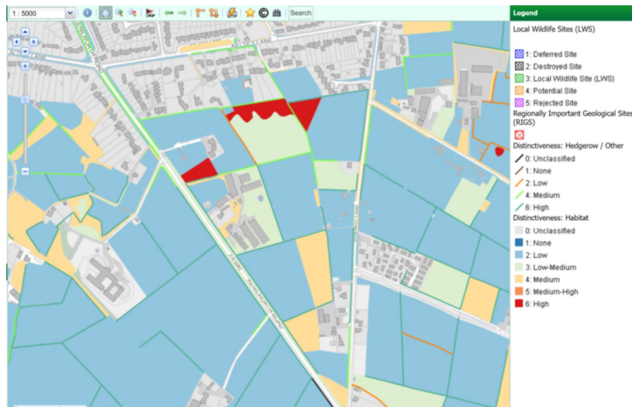 1 : 5000
Search
Legend
Local Wildlife Sites (LWS)
1: Deferred Site
2: Destroyed Site
3: Local Wildlife Site (LWS)
4: Potential Site
5: Rejected Site
Regionally Important Geological Sites
(RIGS)
Distinctiveness: Hedgerow / Other
0: Unclassified
1: None
2: Low
4: Medium
6: High
Distinctiveness: Habitat
0: Unclassified
1: None
2: Low
3: Low-Medium
4: Medium
5: Medium-High
6: High